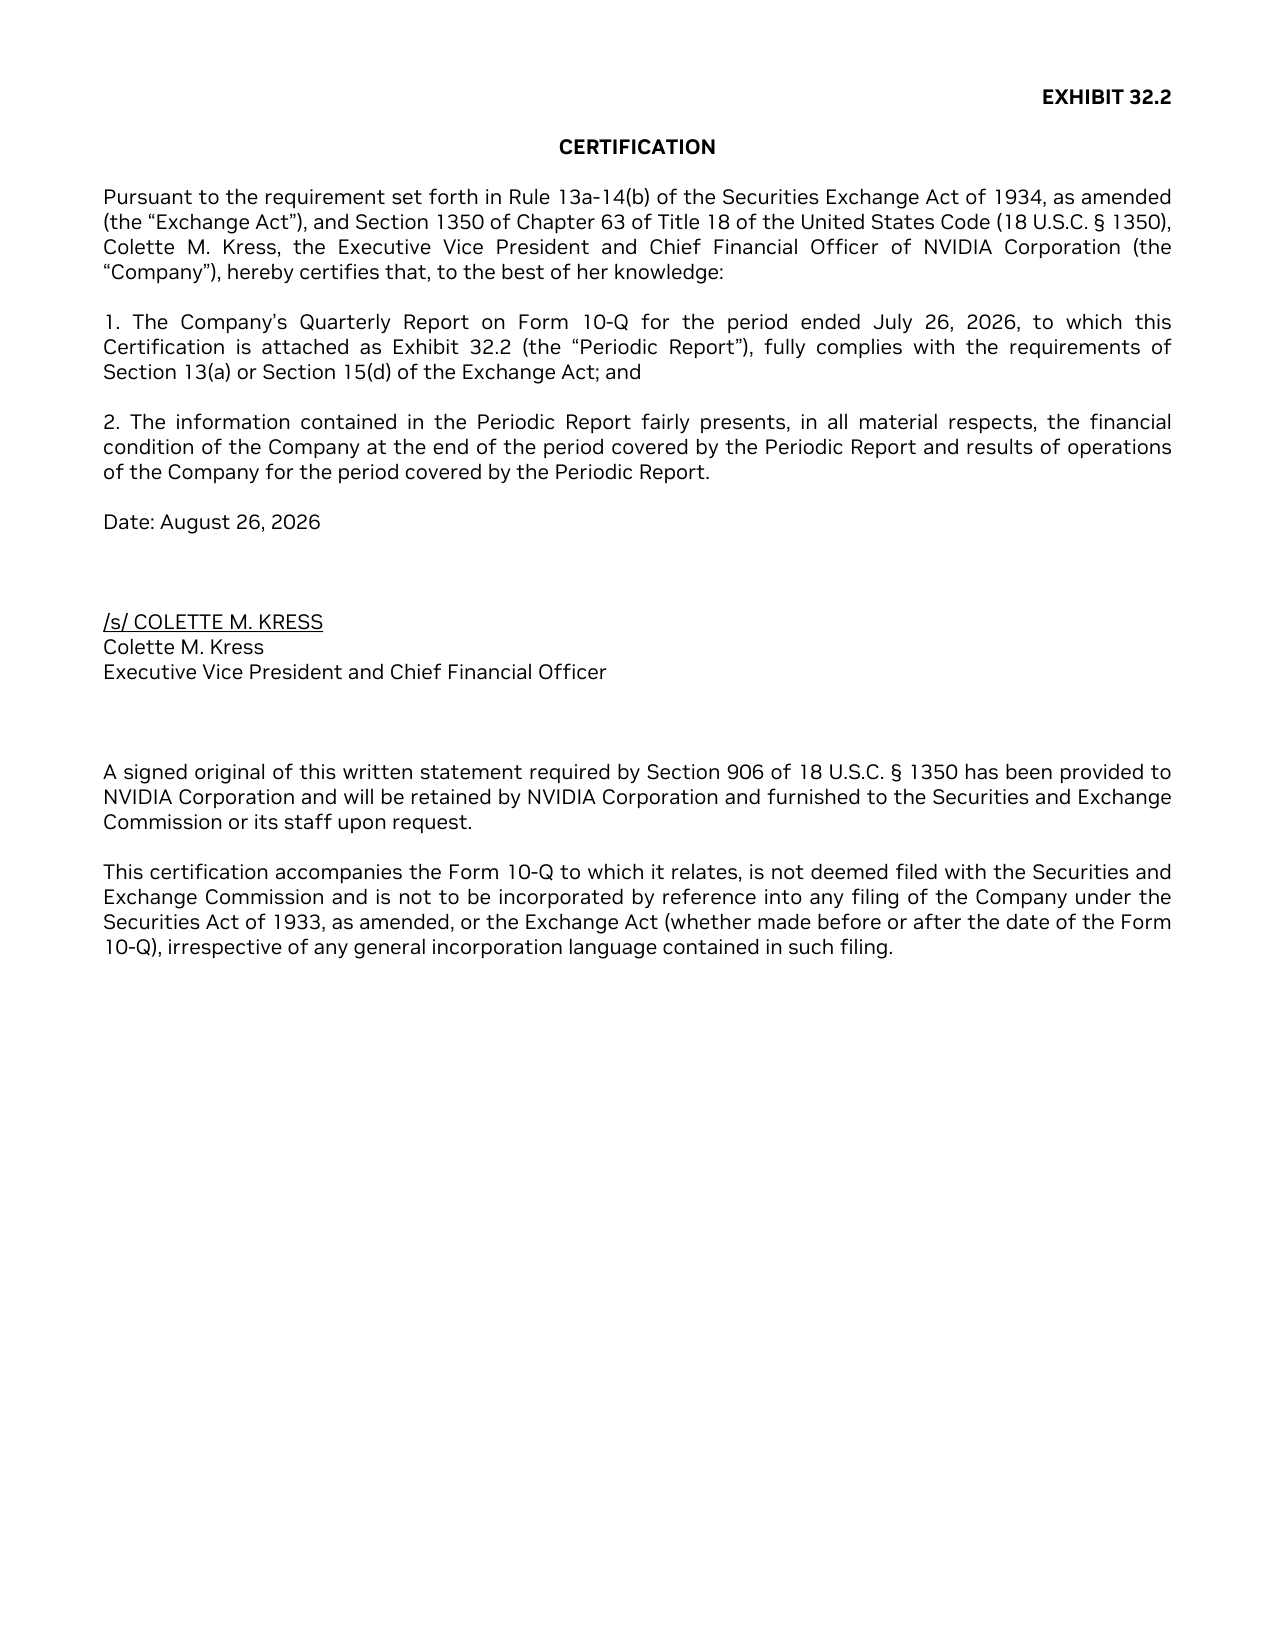 EXHIBIT 32.2
CERTIFICATION
Pursuant to the requirement set forth in Rule 13a-14(b) of the Securities Exchange Act of 1934, as amended
(the “Exchange Act”), and Section 1350 of Chapter 63 of Title 18 of the United States Code (18 U.S.C. § 1350),
Colette M. Kress, the Executive Vice President and Chief Financial Officer of NVIDIA Corporation (the
“Company”), hereby certifies that, to the best of her knowledge:
1. The Company’s Quarterly Report on Form 10-Q for the period ended July 26, 2026, to which this
Certification is attached as Exhibit 32.2 (the “Periodic Report”), fully complies with the requirements of
Section 13(a) or Section 15(d) of the Exchange Act; and
2. The information contained in the Periodic Report fairly presents, in all material respects, the financial
condition of the Company at the end of the period covered by the Periodic Report and results of operations
of the Company for the period covered by the Periodic Report.
Date: August 26, 2026
/s/ COLETTE M. KRESS
Colette M. Kress
Executive Vice President and Chief Financial Officer
A signed original of this written statement required by Section 906 of 18 U.S.C. § 1350 has been provided to
NVIDIA Corporation and will be retained by NVIDIA Corporation and furnished to the Securities and Exchange
Commission or its staff upon request.
This certification accompanies the Form 10-Q to which it relates, is not deemed filed with the Securities and
Exchange Commission and is not to be incorporated by reference into any filing of the Company under the
Securities Act of 1933, as amended, or the Exchange Act (whether made before or after the date of the Form
10-Q), irrespective of any general incorporation language contained in such filing.